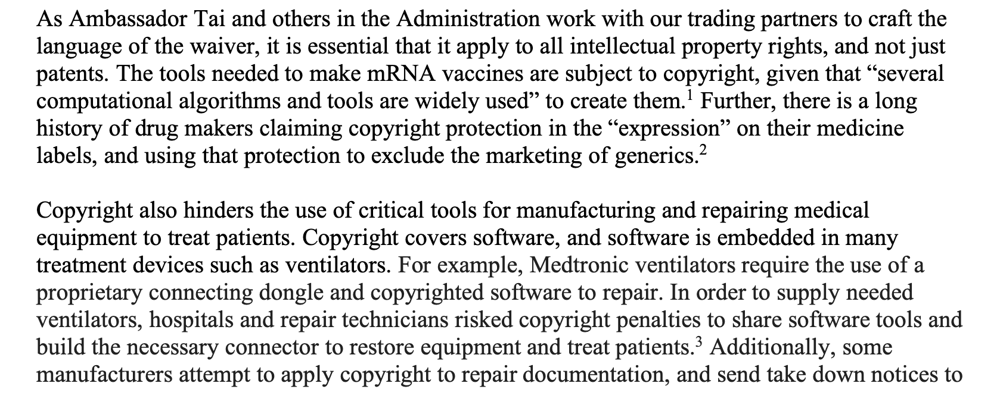 As Ambassador Tai and others in the Administration work with our trading partners to craft the
language of the waiver, it is essential that it apply to all intellectual property rights, and not just
patents. The tools needed to make mRNA vaccines are subject to copyright, given that “several
computational algorithms and tools are widely used” to create them.¹ Further, there is a long
history of drug makers claiming copyright protection in the “expression” on their medicine
labels, and using that protection to exclude the marketing of generics.²
Copyright also hinders the use of critical tools for manufacturing and repairing medical
equipment to treat patients. Copyright covers software, and software is embedded in many
treatment devices such as ventilators. For example, Medtronic ventilators require the use of a
proprietary connecting dongle and copyrighted software to repair. In order to supply needed
ventilators, hospitals and repair technicians risked copyright penalties to share software tools and
build the necessary connector to restore equipment and treat patients.³ Additionally, some
manufacturers attempt to apply copyright to repair documentation, and send take down notices to